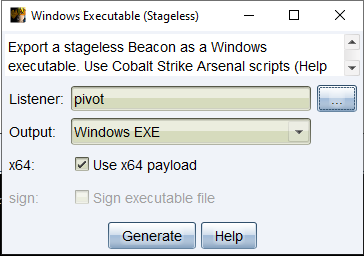 Windows Executable (Stageless)
Export a stageless Beacon as a Windows
executable. Use Cobalt Strike Arsenal scripts (Help
Listener: pivot ...
Output: Windows EXE
x64: Use x64 payload
sign: Sign executable file
Generate Help